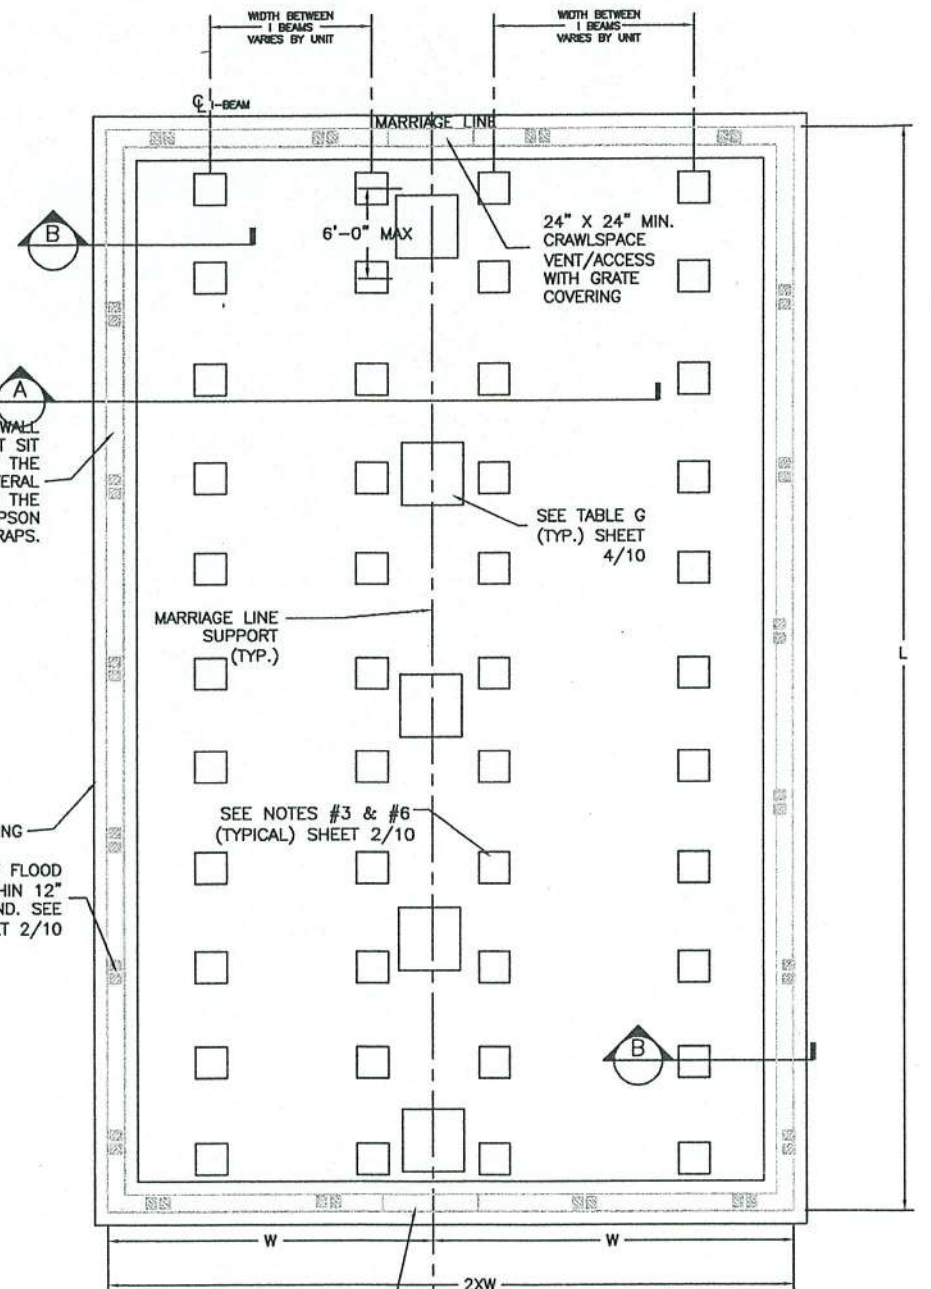 WIDTH BETWEEN
I BEAMS
VARIES BY UNIT
WIDTH BETWEEN
I BEAMS
VARIES BY UNIT
℄ I-BEAM
MARRIAGE LINE
B
6'-0" MAX
24" X 24" MIN.
CRAWLSPACE
VENT/ACCESS
WITH GRATE
COVERING
A
WALL
T SIT
THE
ERAL
THE
PSON
RAPS.
SEE TABLE G
(TYP.) SHEET
4/10
MARRIAGE LINE
SUPPORT
(TYP.)
L
SEE NOTES #3 & #6
(TYPICAL) SHEET 2/10
NG
FLOOD
HIN 12"
ND. SEE
T 2/10
B
W
W
2XW